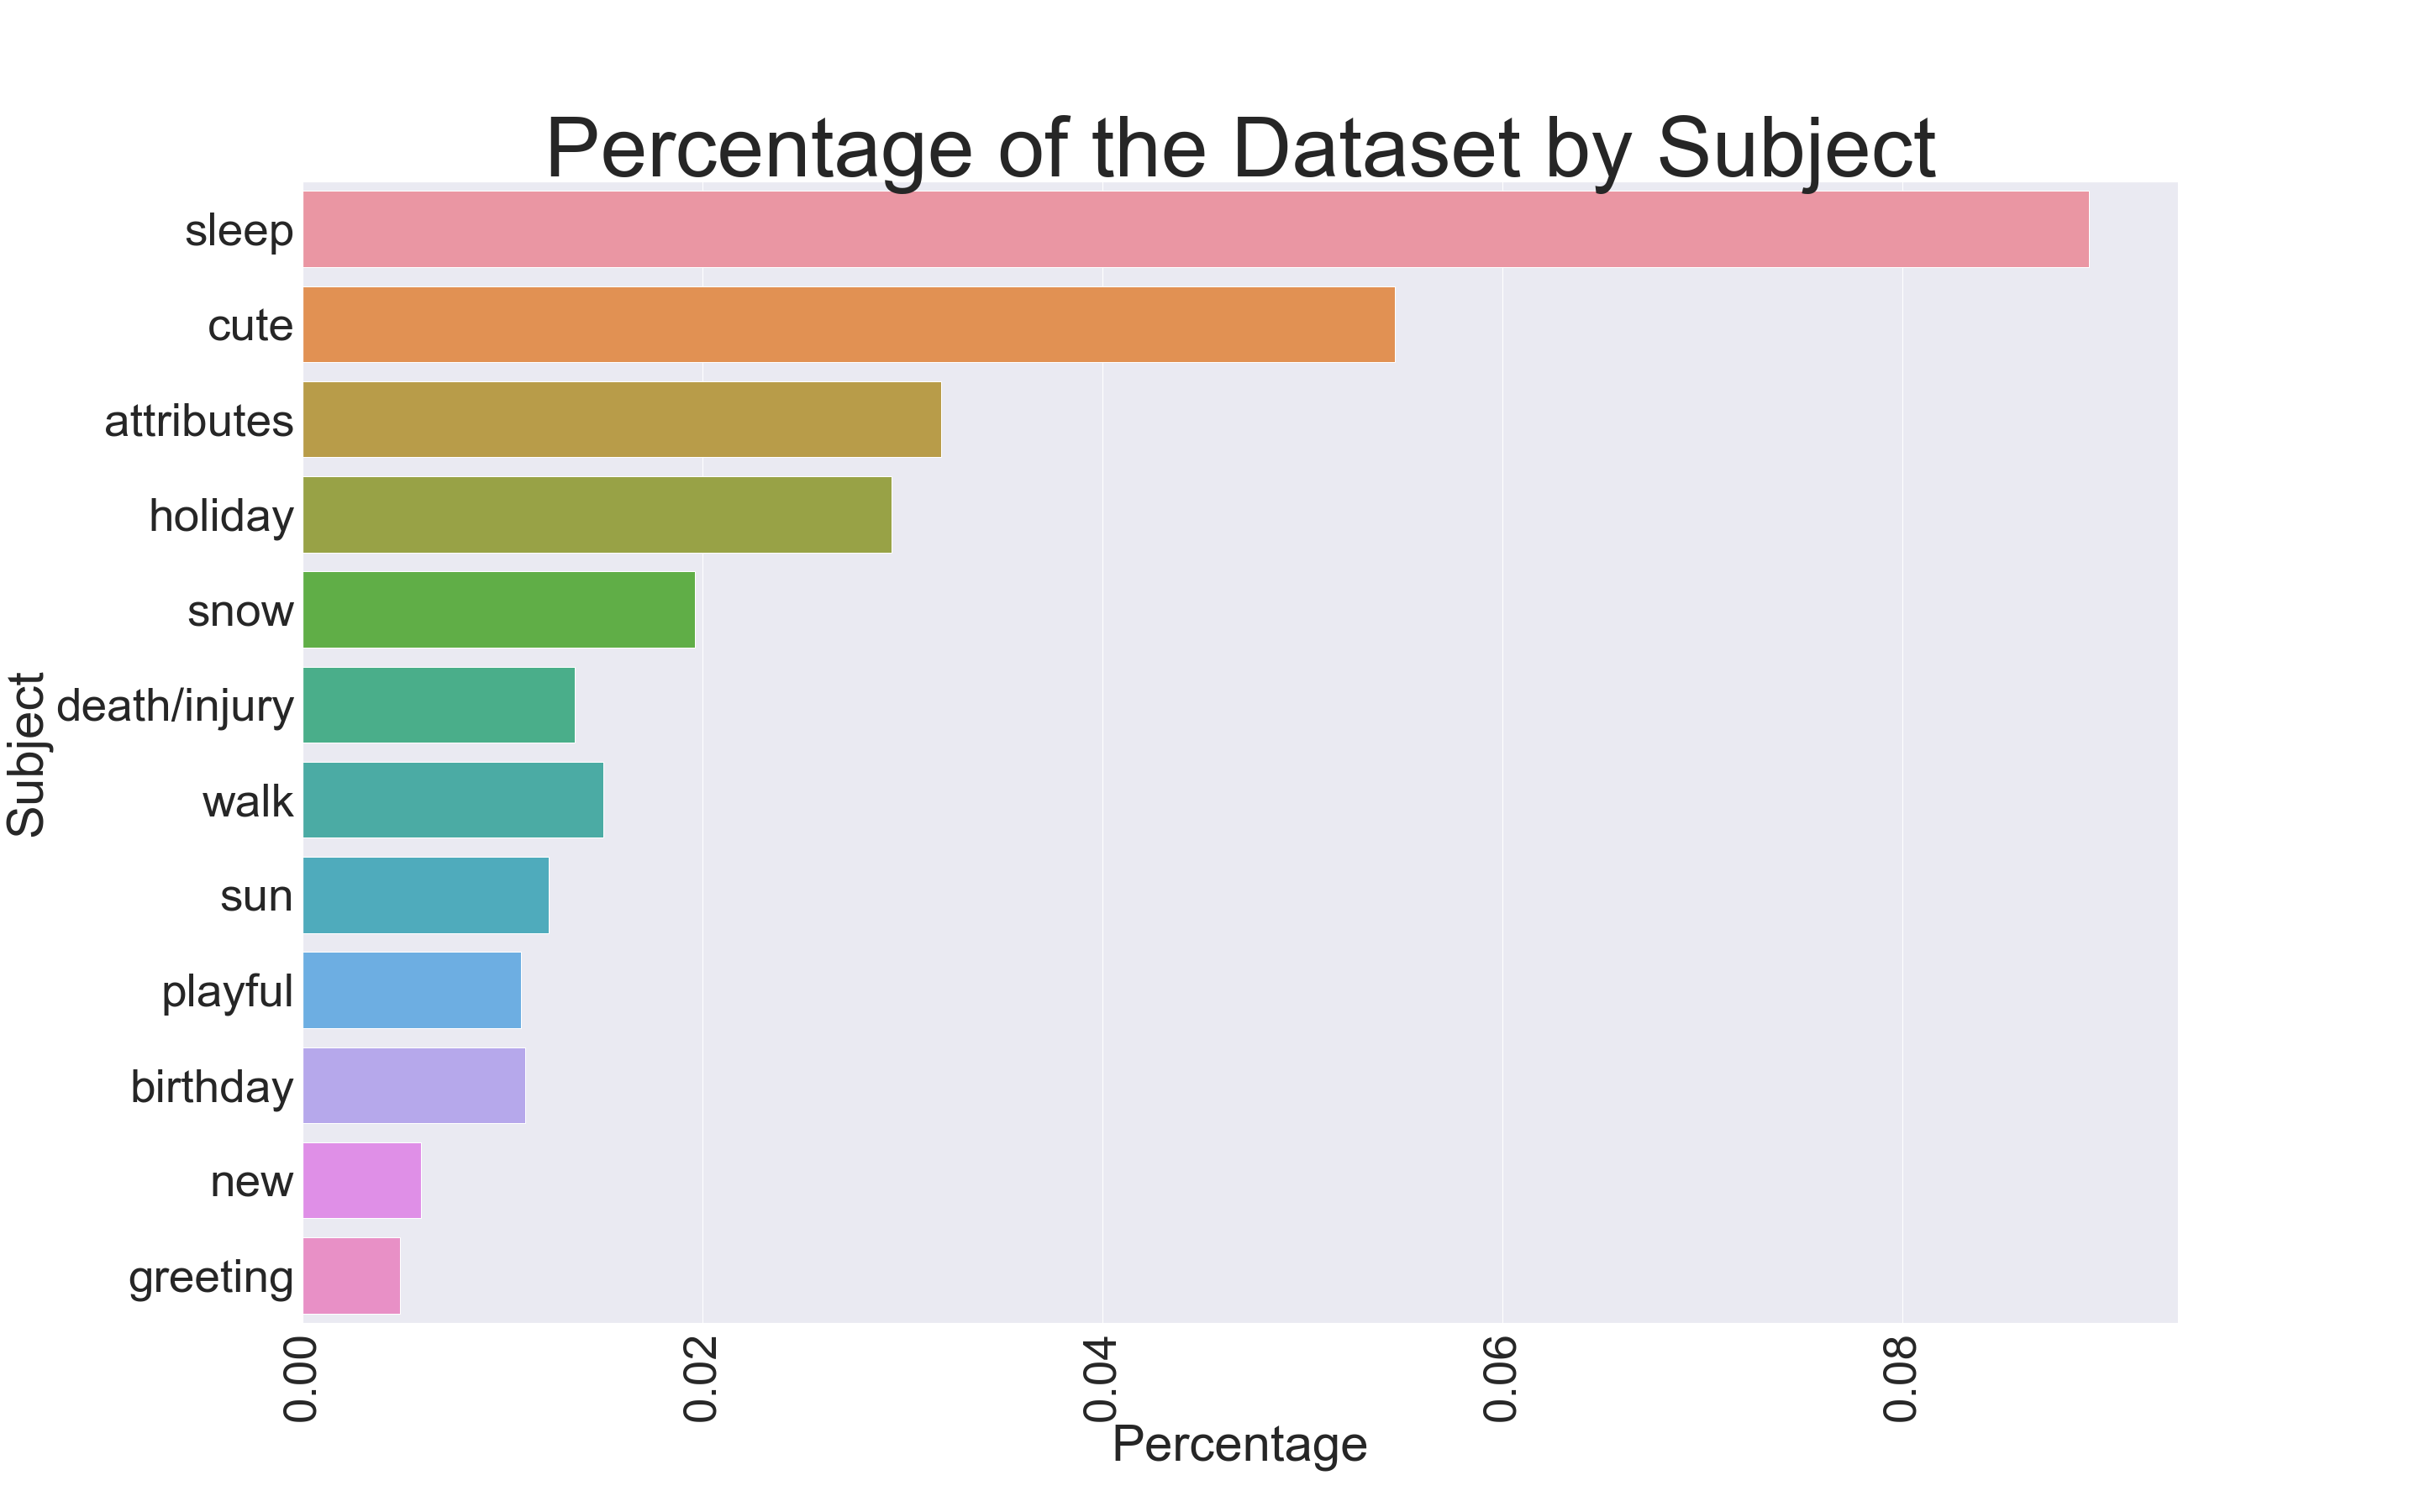 Percentage of the Dataset by Subject
sleep
cute
attributes
holiday
snow
death/injury
walk
sun
playful
birthday
new
greeting
Subject
0.00
0.02
0.04
0.06
0.08
Percentage